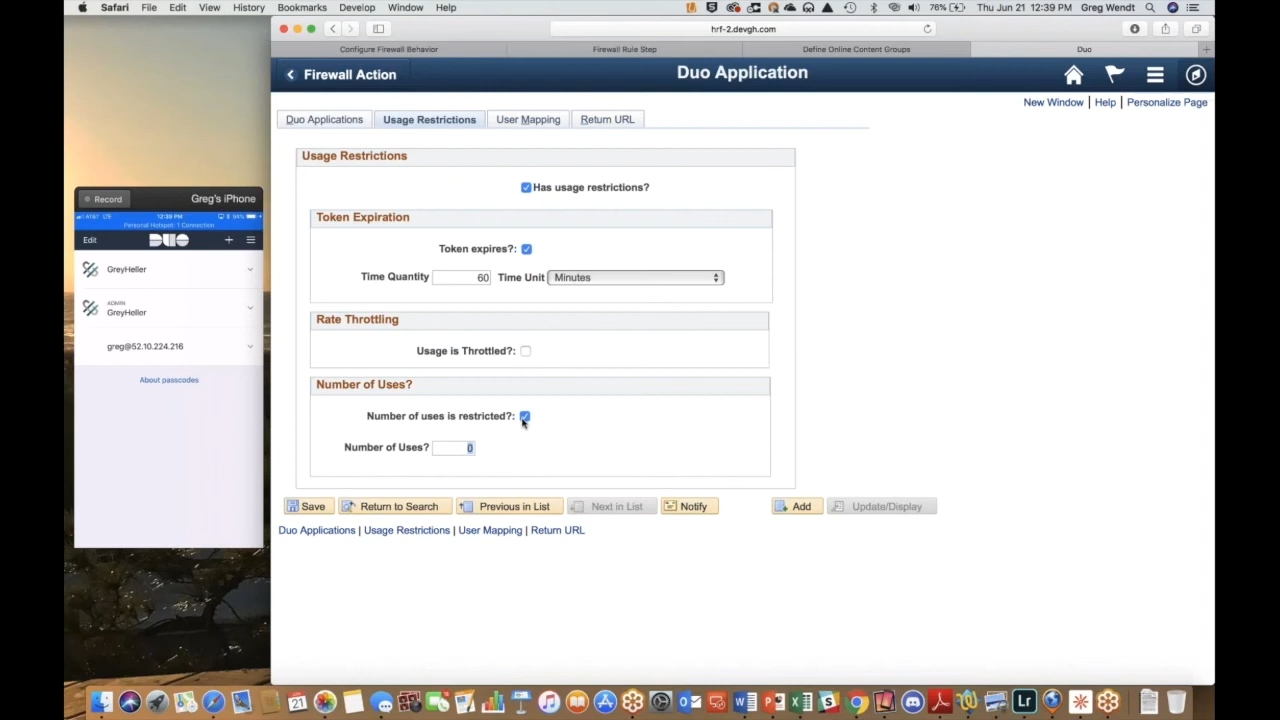 Safari File Edit View History Bookmarks Develop Window Help 78% Thu Jun 21 12:39 PM Greg Wendt
hrf-2.devgh.com
Configure Firewall Behavior Firewall Rule Step Define Online Content Groups Duo
Firewall Action Duo Application
New Window | Help | Personalize Page
Duo Applications Usage Restrictions User Mapping Return URL
Usage Restrictions
Has usage restrictions?
Token Expiration
Token expires?:
Time Quantity 60 Time Unit Minutes
Rate Throttling
Usage is Throttled?:
Number of Uses?
Number of uses is restricted?:
Number of Uses? 0
Save Return to Search Previous in List Next in List Notify Add Update/Display
Duo Applications | Usage Restrictions | User Mapping | Return URL
Record Greg's iPhone
AT&T LTE 12:39 PM 94%
Personal Hotspot: 1 Connection
Edit DUO
GreyHeller
ADMIN
GreyHeller
greg@52.10.224.216
About passcodes
21
Lr